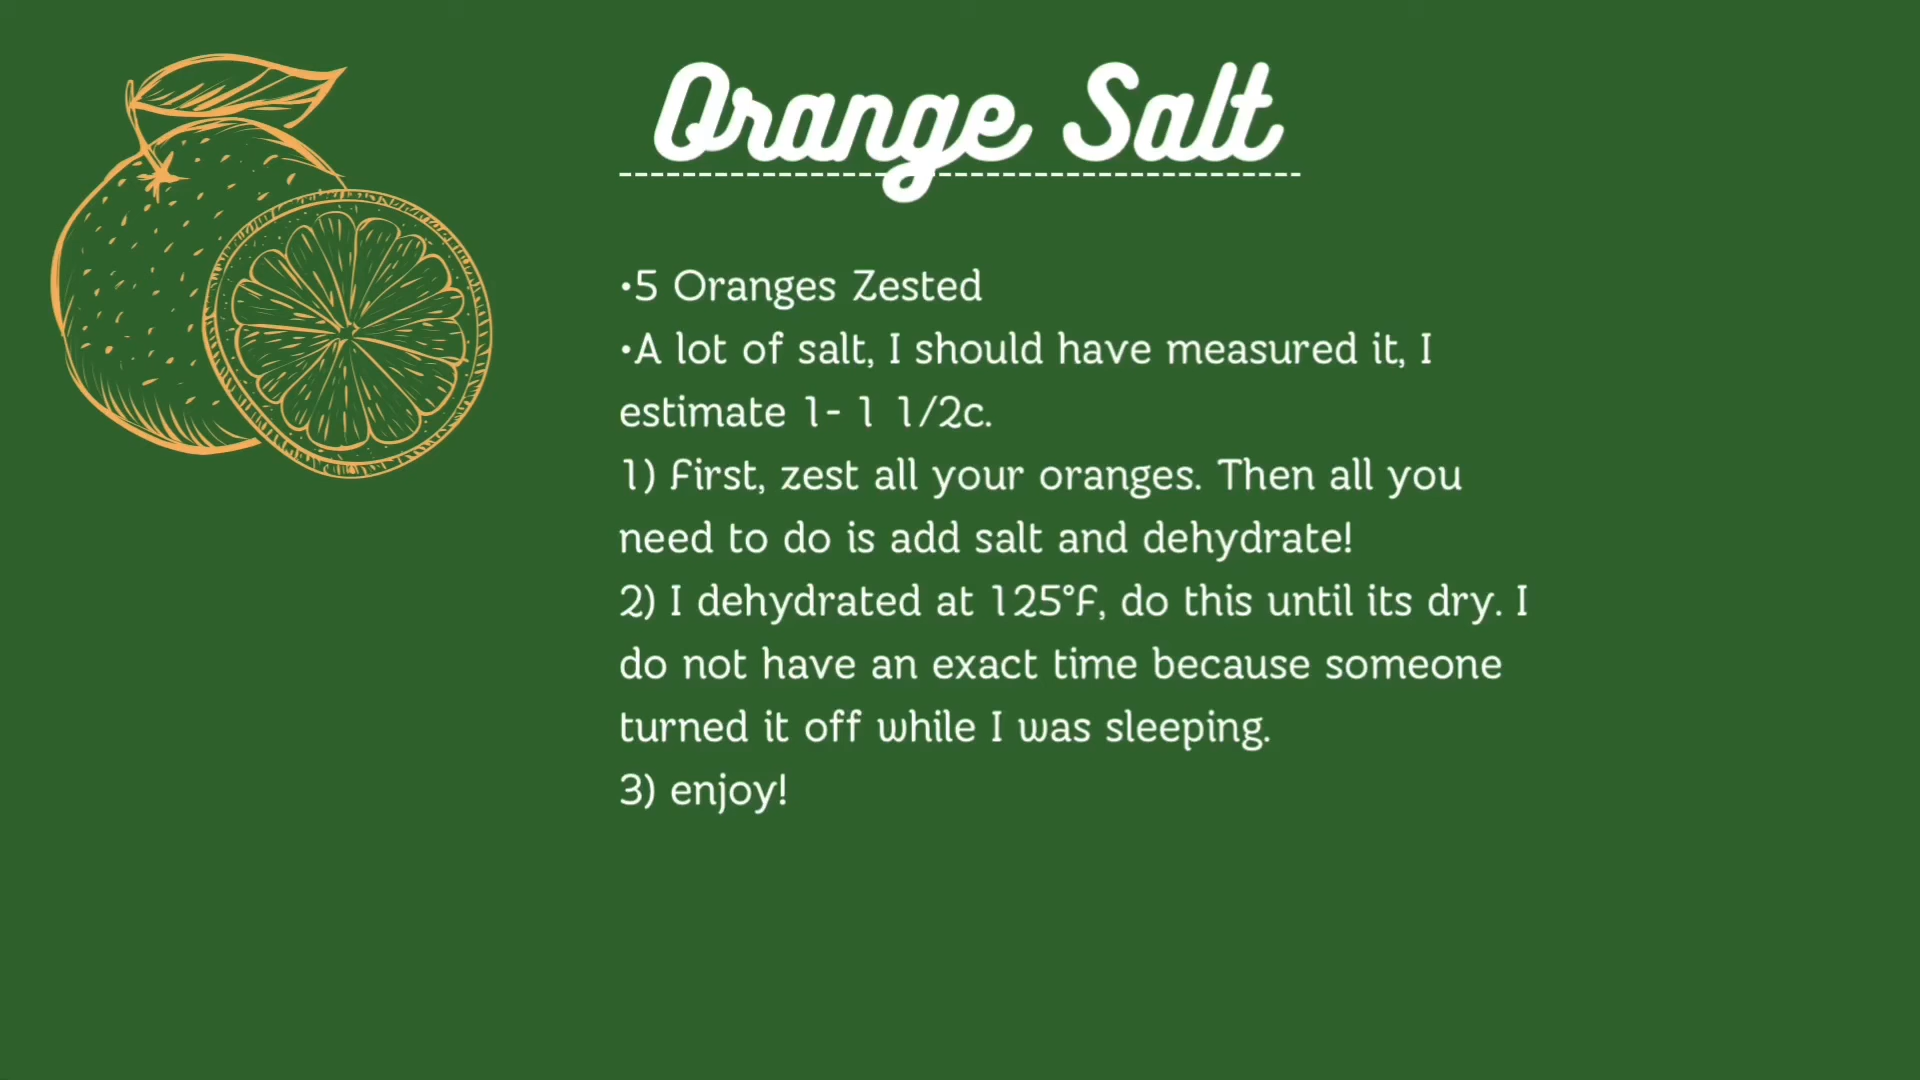 Orange Salt
•5 Oranges Zested
•A lot of salt, I should have measured it, I
estimate 1- 1 1/2c.
1) First, zest all your oranges. Then all you
need to do is add salt and dehydrate!
2) I dehydrated at 125°F, do this until its dry. I
do not have an exact time because someone
turned it off while I was sleeping.
3) enjoy!